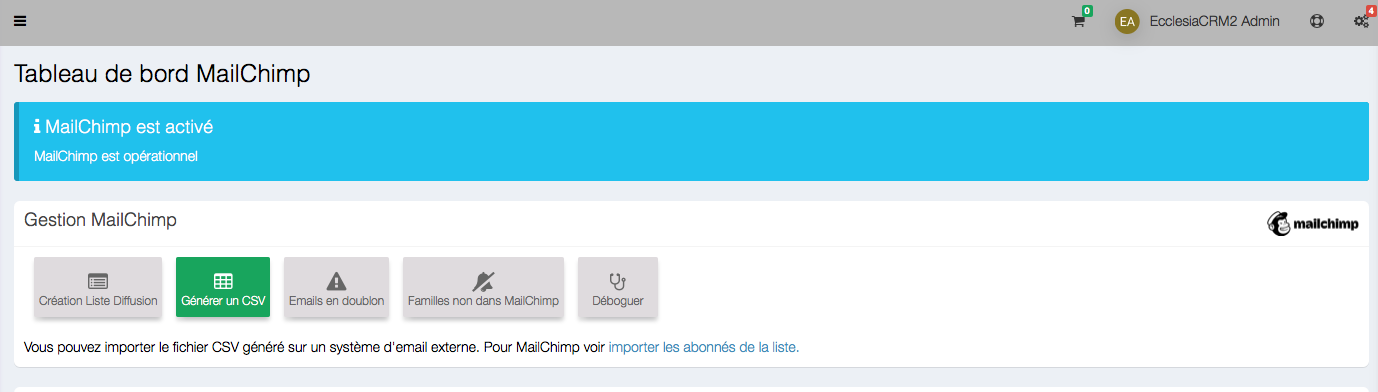 0
EA EcclesiaCRM2 Admin
4
Tableau de bord MailChimp
MailChimp est activé
MailChimp est opérationnel
Gestion MailChimp
mailchimp
Création Liste Diffusion
Générer un CSV
Emails en doublon
Familles non dans MailChimp
Déboguer
Vous pouvez importer le fichier CSV généré sur un système d'email externe. Pour MailChimp voir importer les abonnés de la liste.